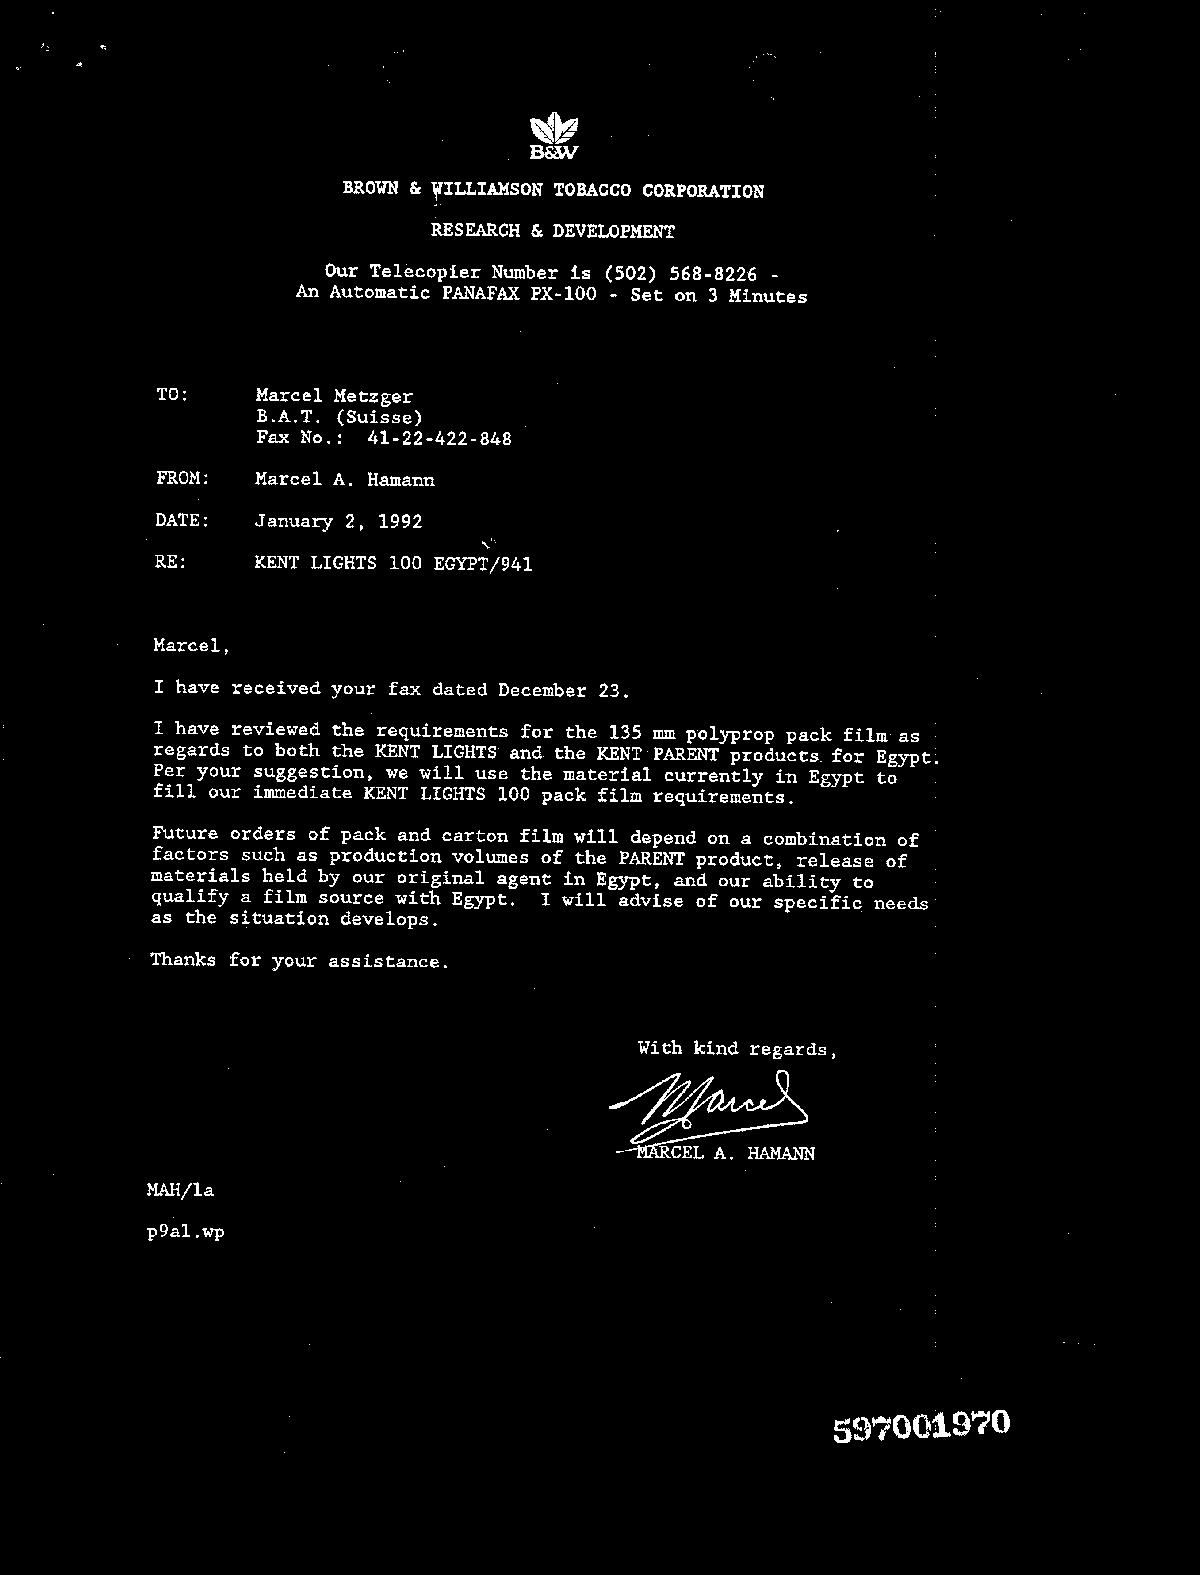 B&W
BROWN & WILLIAMSON TOBACCO CORPORATION
RESEARCH & DEVELOPMENT
Our Telecopier Number is (502) 568-8226 -
An Automatic PANAFAX PX-100 - Set on 3 Minutes
TO: Marcel Metzger
B.A.T. (Suisse)
Fax No.: 41-22-422-848
FROM: Marcel A. Hamann
DATE: January 2, 1992
RE: KENT LIGHTS 100 EGYPT/941
Marcel,
I have received your fax dated December 23.
I have reviewed the requirements for the 135 mm polyprop pack film as
regards to both the KENT LIGHTS and the KENT PARENT products for Egypt.
Per your suggestion, we will use the material currently in Egypt to
fill our immediate KENT LIGHTS 100 pack film requirements.
Future orders of pack and carton film will depend on a combination of
factors such as production volumes of the PARENT product, release of
materials held by our original agent in Egypt, and our ability to
qualify a film source with Egypt. I will advise of our specific needs
as the situation develops.
Thanks for your assistance.
With kind regards,
Marcel
MARCEL A. HAMANN
MAH/la
p9al.wp
597001970